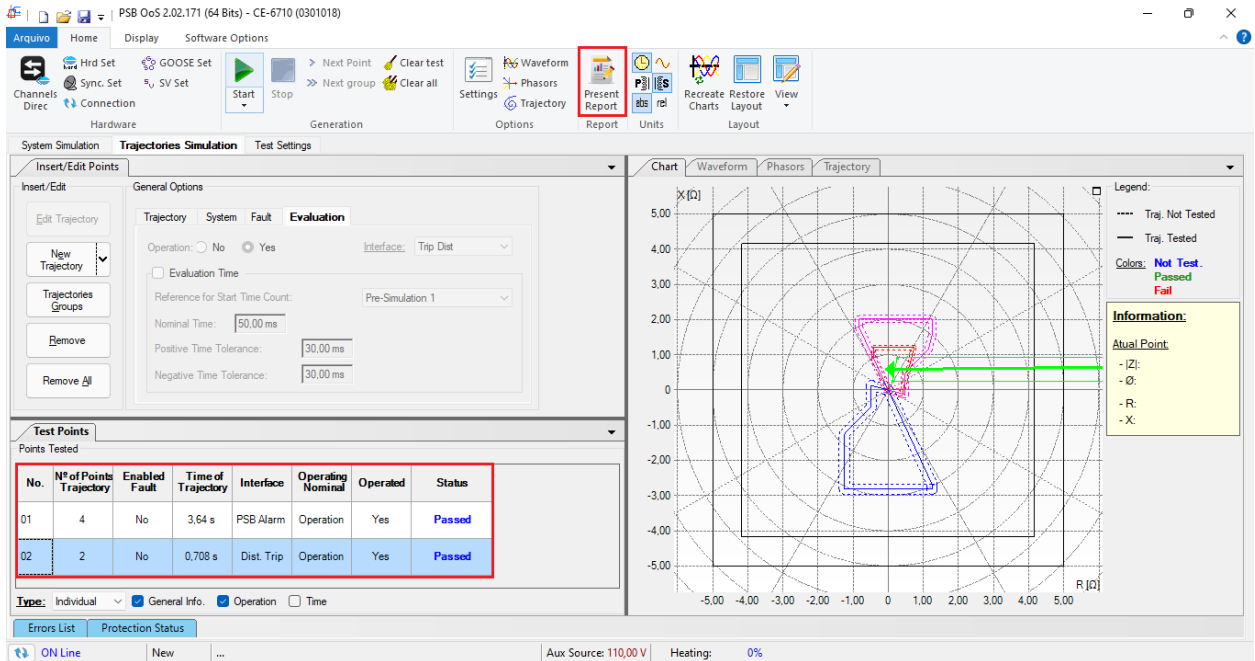 PSB OoS 2.02.171 (64 Bits) - CE-6710 (0301018)
Arquivo Home Display Software Options
Channels Direc
Hrd Set
Sync. Set
Connection
GOOSE Set
SV Set
Hardware
Start
Stop
Next Point
Next group
Clear test
Clear all
Generation
Settings
Waveform
Phasors
Trajectory
Options
Present Report
Report
abs rel
Units
Recreate Charts
Restore Layout
View
Layout
System Simulation Trajectories Simulation Test Settings
Insert/Edit Points
Insert/Edit
Edit Trajectory
New Trajectory
Trajectories Groups
Remove
Remove All
General Options
Trajectory System Fault Evaluation
Operation: No Yes Interface: Trip Dist
Evaluation Time
Reference for Start Time Count: Pre-Simulation 1
Nominal Time: 50,00 ms
Positive Time Tolerance: 30,00 ms
Negative Time Tolerance: 30,00 ms
Test Points
Points Tested
No. Nº of Points Trajectory Enabled Fault Time of Trajectory Interface Operating Nominal Operated Status
01 4 No 3,64 s PSB Alarm Operation Yes Passed
02 2 No 0,708 s Dist. Trip Operation Yes Passed
Type: Individual General Info. Operation Time
Chart Waveform Phasors Trajectory
X [Ω]
5,00
4,00
3,00
2,00
1,00
0
-1,00
-2,00
-3,00
-4,00
-5,00
R [Ω]
-5,00 -4,00 -3,00 -2,00 -1,00 0 1,00 2,00 3,00 4,00 5,00
Legend:
Traj. Not Tested
Traj. Tested
Colors: Not Test.
Passed
Fail
Information:
Atual Point:
- |Z|:
- Ø:
- R:
- X:
Errors List Protection Status
ON Line New ... Aux Source: 110,00 V Heating: 0%